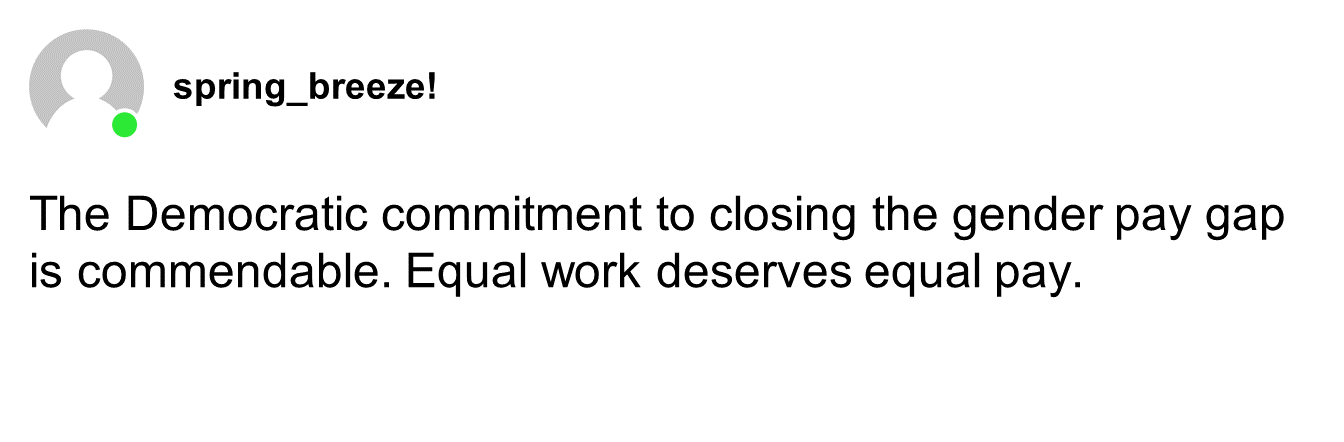 spring_breeze!
The Democratic commitment to closing the gender pay gap
is commendable. Equal work deserves equal pay.